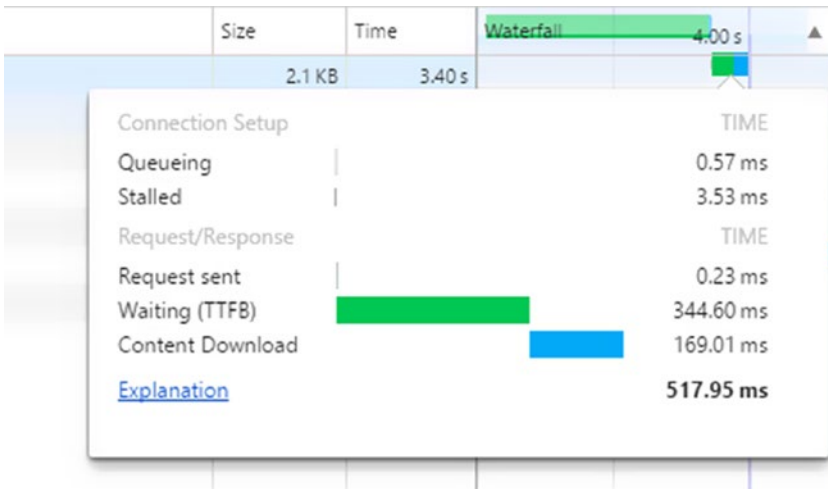 Size Time Waterfall 4.00 s ▲
2.1 KB 3.40 s
Connection Setup TIME
Queueing 0.57 ms
Stalled 3.53 ms
Request/Response TIME
Request sent 0.23 ms
Waiting (TTFB) 344.60 ms
Content Download 169.01 ms
Explanation 517.95 ms